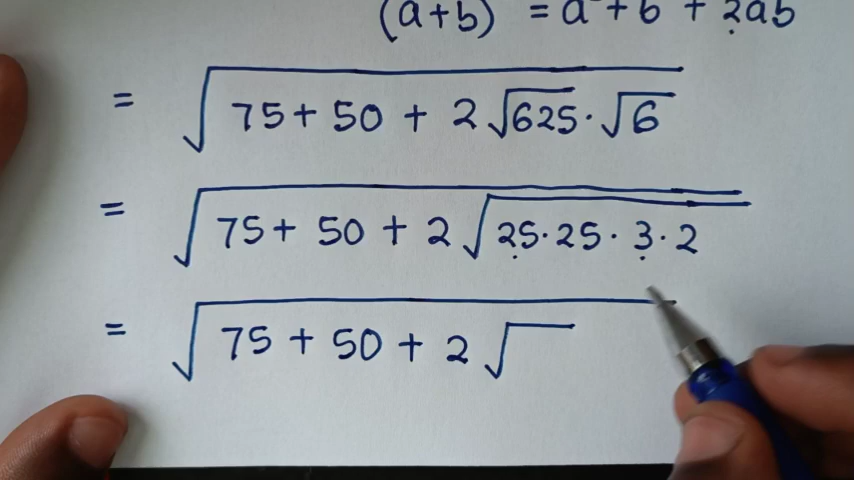 (a+b) = a + b + 2ab
= √(75 + 50 + 2√625 · √6)
= √(75 + 50 + 2√(25 · 25 · 3 · 2))
= √(75 + 50 + 2√ )